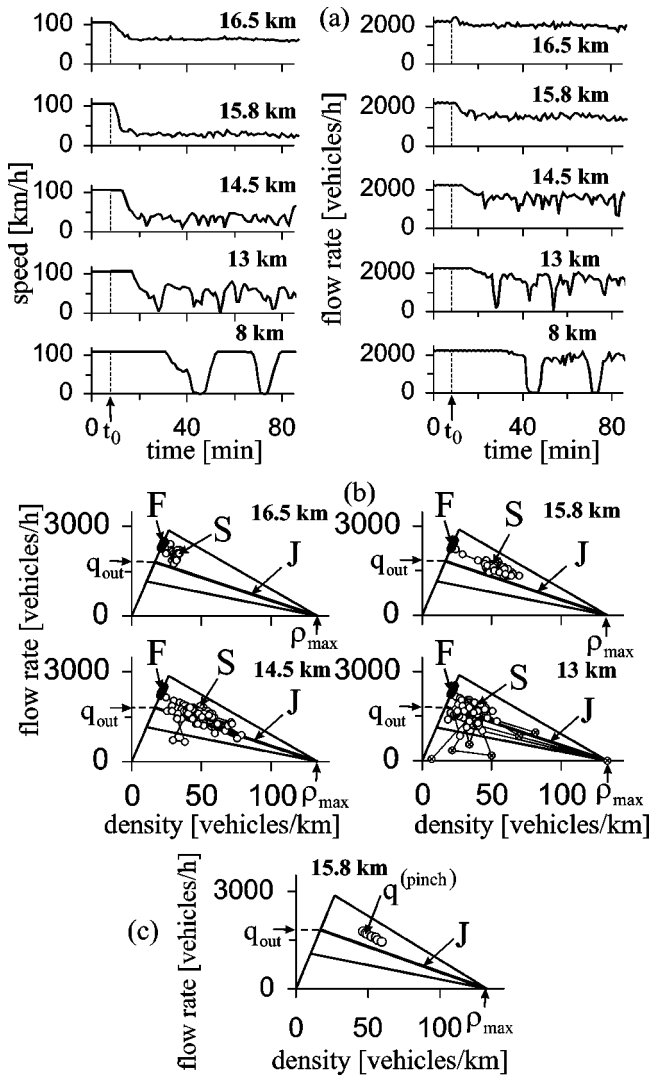 (a)
speed [km/h]
100
0
16.5 km
100
0
15.8 km
100
0
14.5 km
100
0
13 km
100
0
8 km
0 t0 40 80
time [min]
flow rate [vehicles/h]
2000
0
16.5 km
2000
0
15.8 km
2000
0
14.5 km
2000
0
13 km
2000
0
8 km
0 t0 40 80
time [min]
(b)
flow rate [vehicles/h]
3000
F
S
16.5 km
J
qout
0
ρmax
3000
F
S
15.8 km
J
qout
0
ρmax
3000
F
S
14.5 km
J
qout
0
0 50 100
ρmax
density [vehicles/km]
3000
F
S
13 km
J
qout
0
0 50 100
ρmax
density [vehicles/km]
(c)
flow rate [vehicles/h]
15.8 km
3000
q(pinch)
qout
J
0
0 50 100
ρmax
density [vehicles/km]